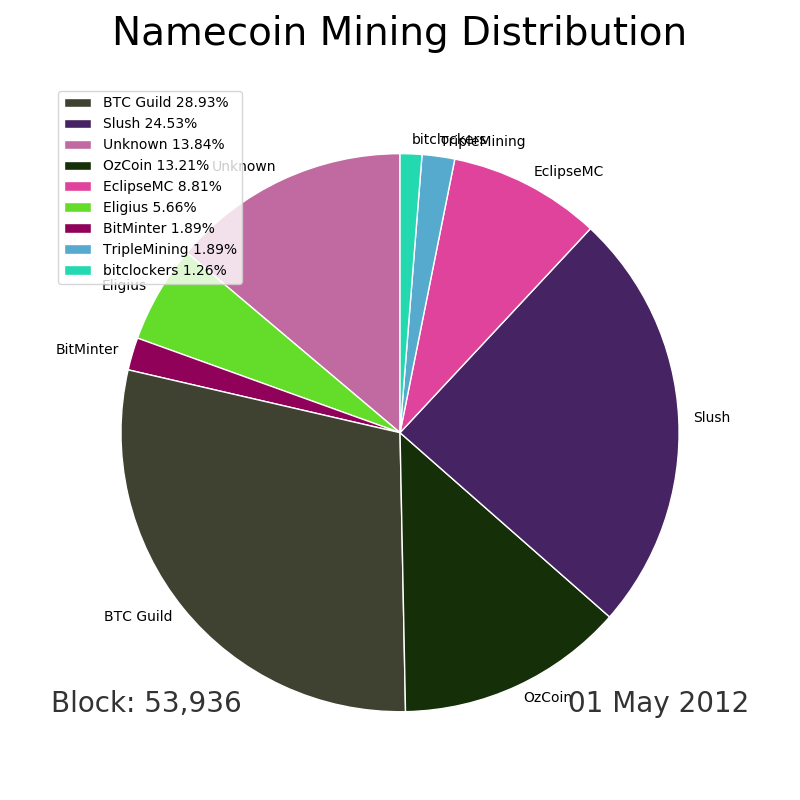 Namecoin Mining Distribution
BTC Guild 28.93%
Slush 24.53%
Unknown 13.84%
OzCoin 13.21%
EclipseMC 8.81%
Eligius 5.66%
BitMinter 1.89%
TripleMining 1.89%
bitclockers 1.26%
bitclockers
TripleMining
EclipseMC
Unknown
Eligius
BitMinter
Slush
BTC Guild
OzCoin
Block: 53,936
01 May 2012